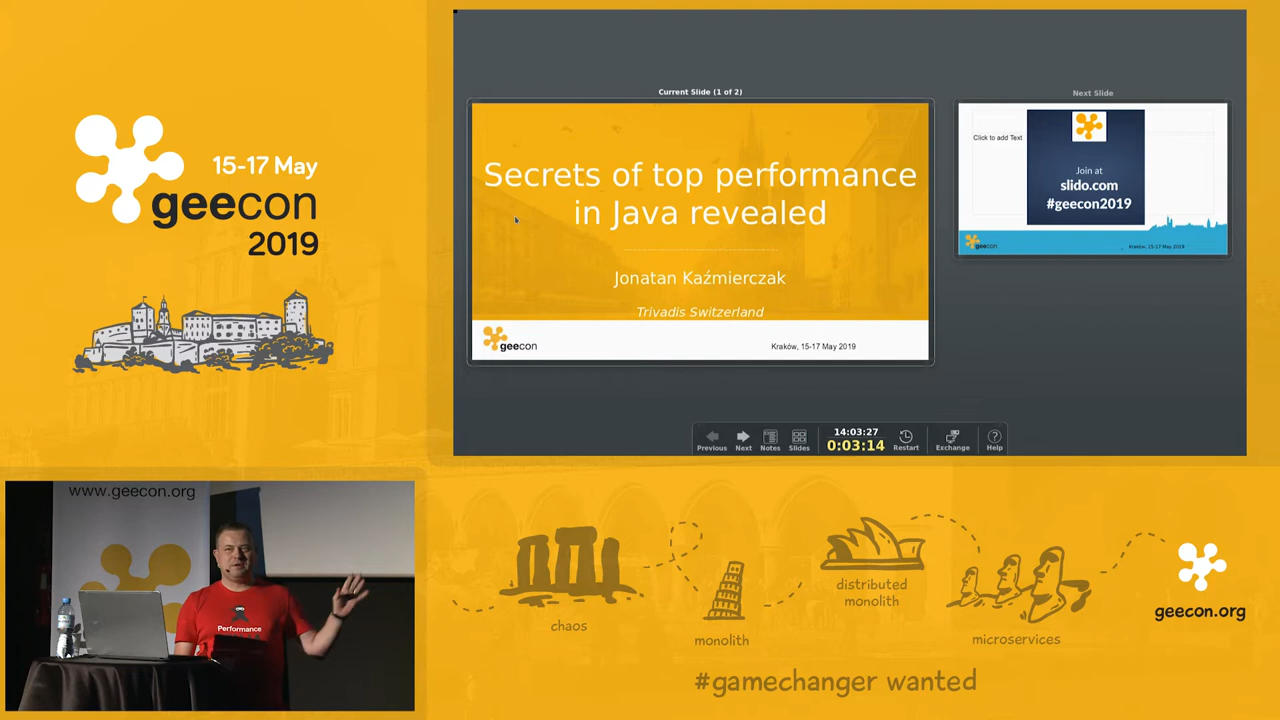 15-17 May
geecon
2019
Current Slide (1 of 2)
Secrets of top performance
in Java revealed
Jonatan Kaźmierczak
Trivadis Switzerland
geecon
Kraków, 15-17 May 2019
Next Slide
Click to add Text
Join at
slido.com
#geecon2019
geecon
Kraków, 15-17 May 2019
Previous
Next
Notes
Slides
14:03:27
0:03:14
Restart
Exchange
Help
www.geecon.org
Performance
chaos
monolith
distributed
monolith
microservices
geecon.org
#gamechanger wanted